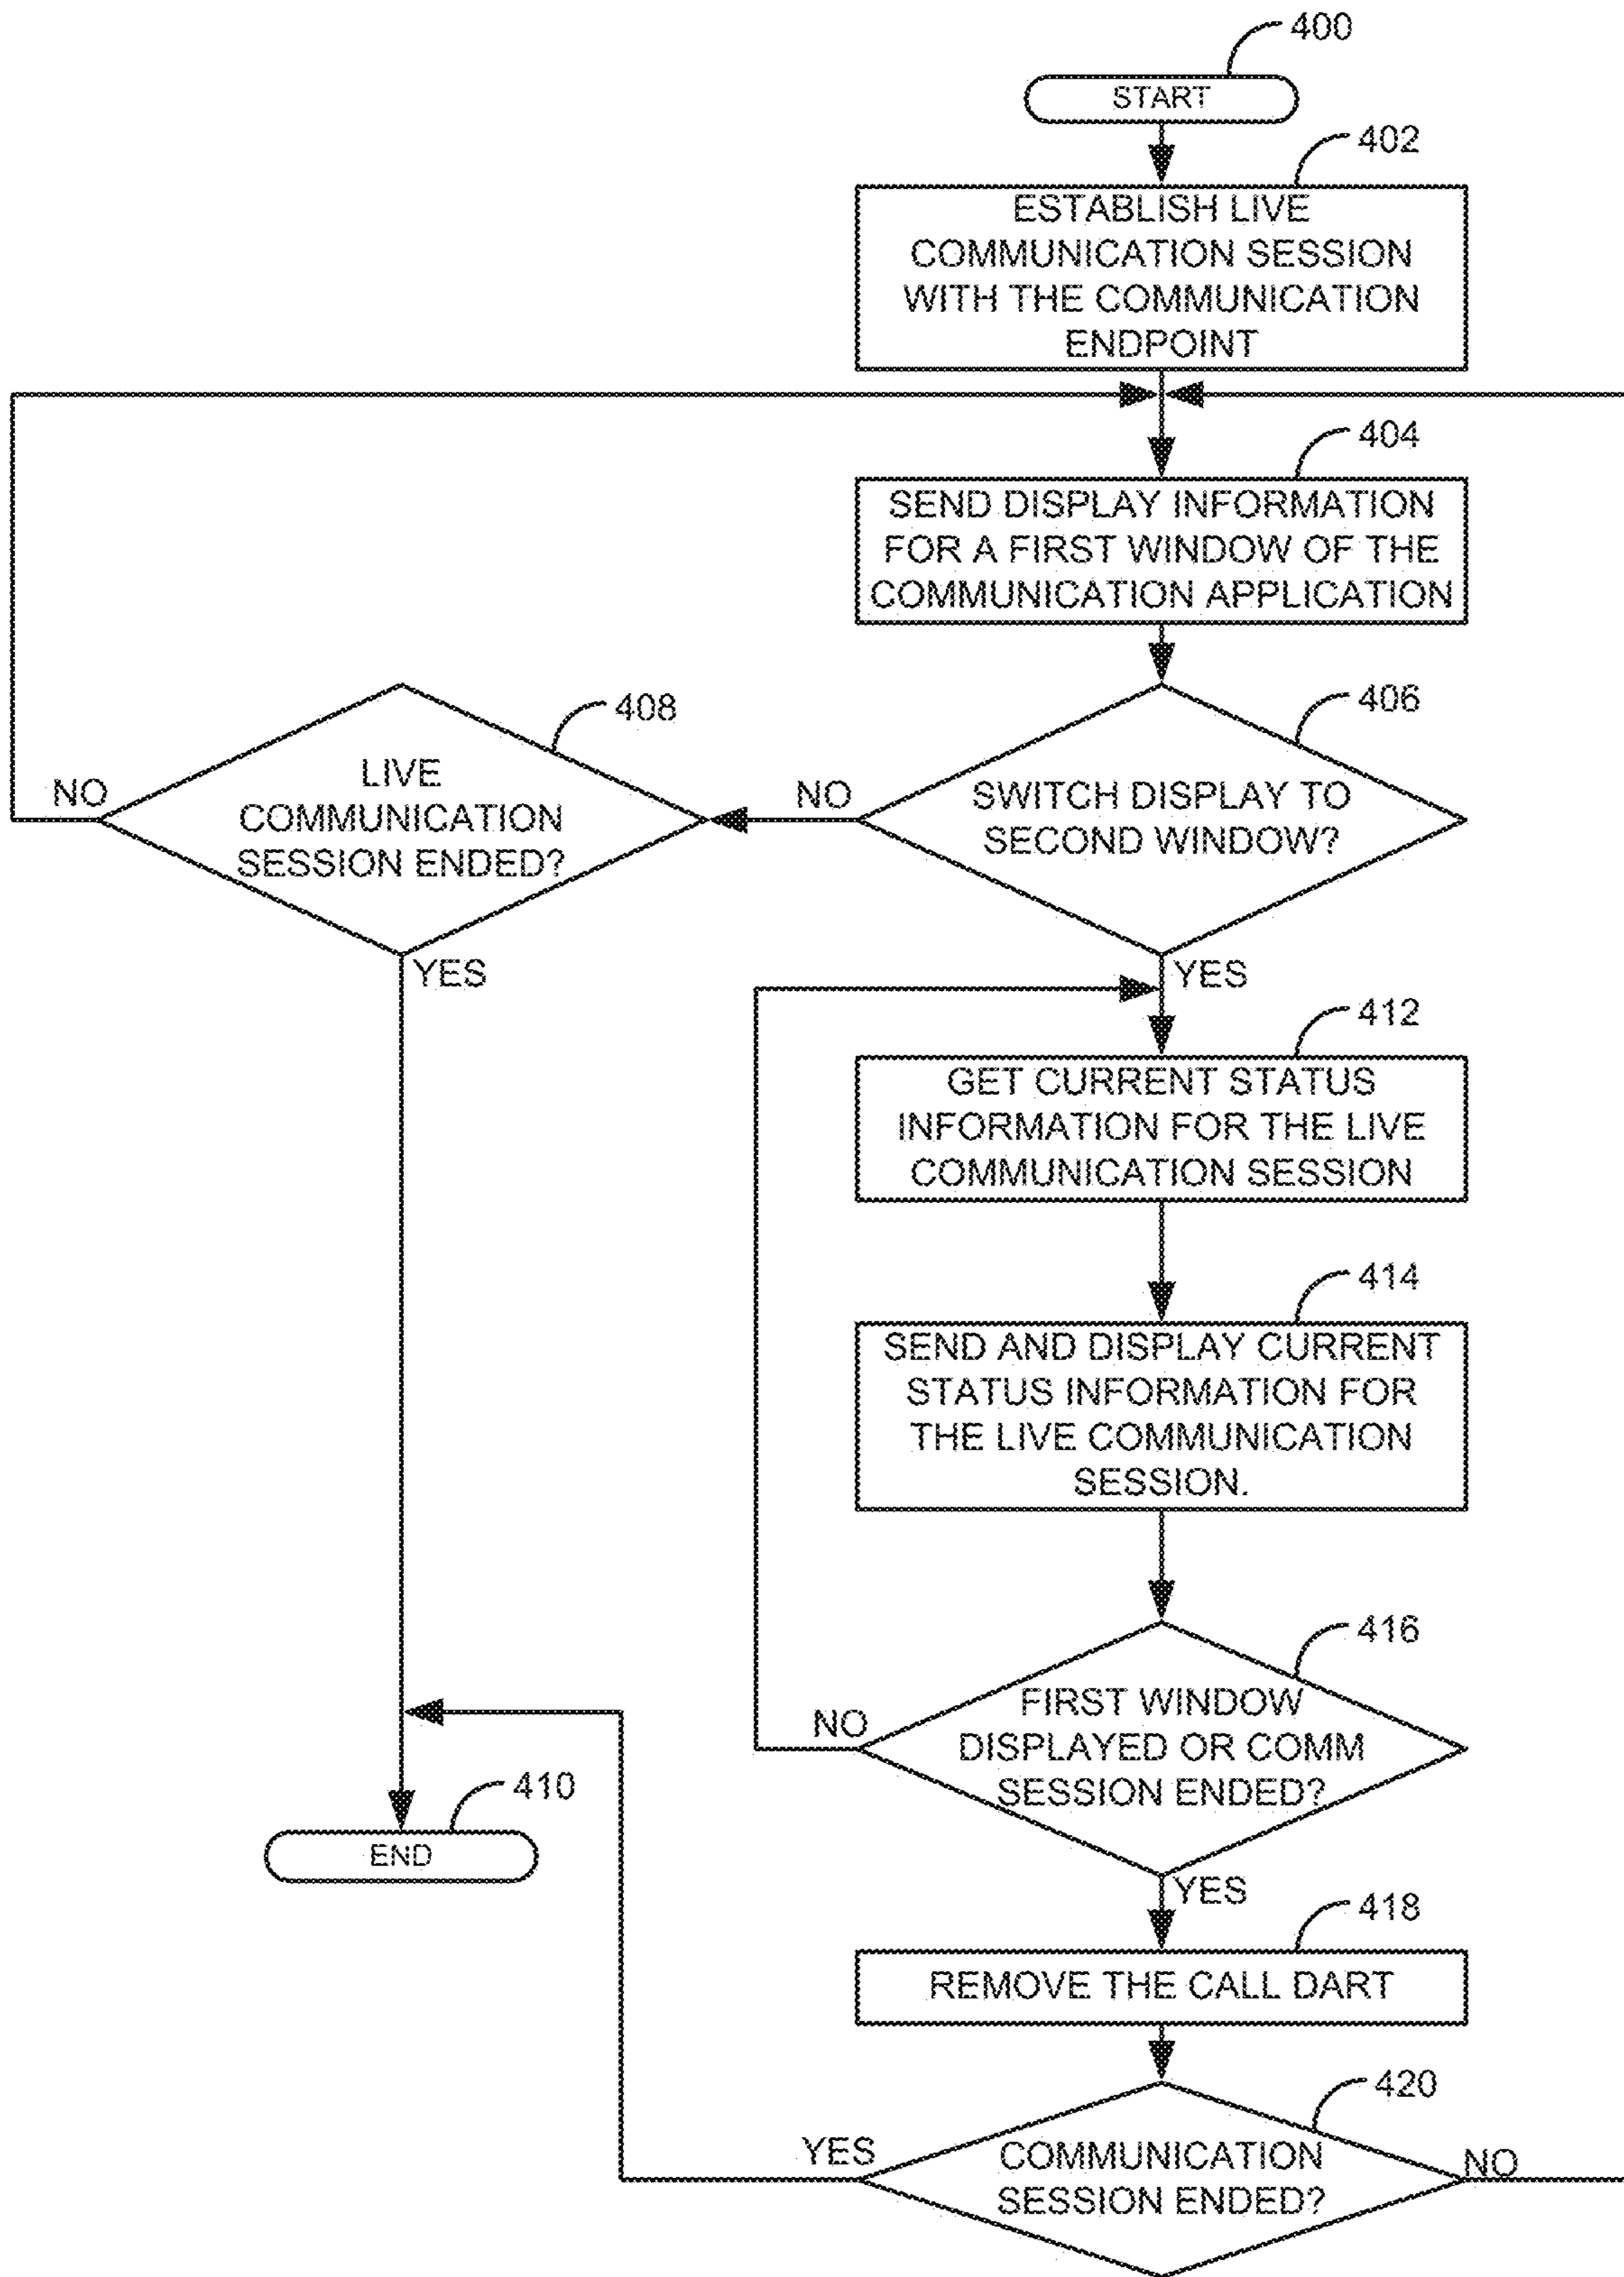 400
START
402
ESTABLISH LIVE
COMMUNICATION SESSION
WITH THE COMMUNICATION
ENDPOINT
404
SEND DISPLAY INFORMATION
FOR A FIRST WINDOW OF THE
COMMUNICATION APPLICATION
406
SWITCH DISPLAY TO
SECOND WINDOW?
NO
408
LIVE
COMMUNICATION
SESSION ENDED?
NO
YES
YES
412
GET CURRENT STATUS
INFORMATION FOR THE LIVE
COMMUNICATION SESSION
414
SEND AND DISPLAY CURRENT
STATUS INFORMATION FOR
THE LIVE COMMUNICATION
SESSION.
416
FIRST WINDOW
DISPLAYED OR COMM
SESSION ENDED?
NO
410
END
YES
418
REMOVE THE CALL DART
420
COMMUNICATION
SESSION ENDED?
YES
NO